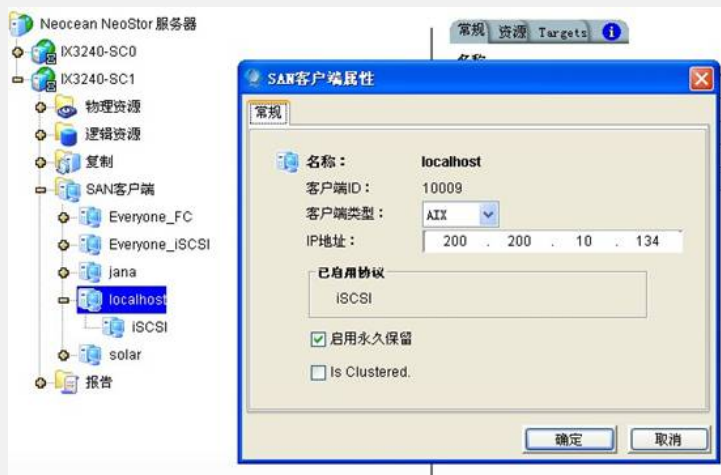 Neocean NeoStor 服务器
IX3240-SC0
IX3240-SC1
物理资源
逻辑资源
复制
SAN客户端
Everyone_FC
Everyone_iSCSI
jana
localhost
iSCSI
solar
报告
常规 资源 Targets
SAN客户端属性
常规
名称： localhost
客户端ID： 10009
客户端类型： AIX
IP地址： 200 . 200 . 10 . 134
已启用协议
iSCSI
启用永久保留
Is Clustered.
确定 取消